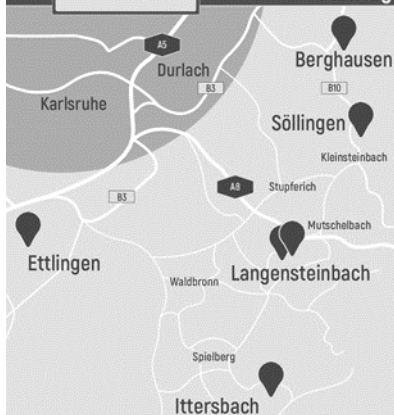 A5
Berghausen
Durlach
B3
B10
Karlsruhe
Söllingen
Kleinsteinbach
A8
Stupferich
B3
Mutschelbach
Ettlingen
Langensteinbach
Waldbronn
Spielberg
Ittersbach